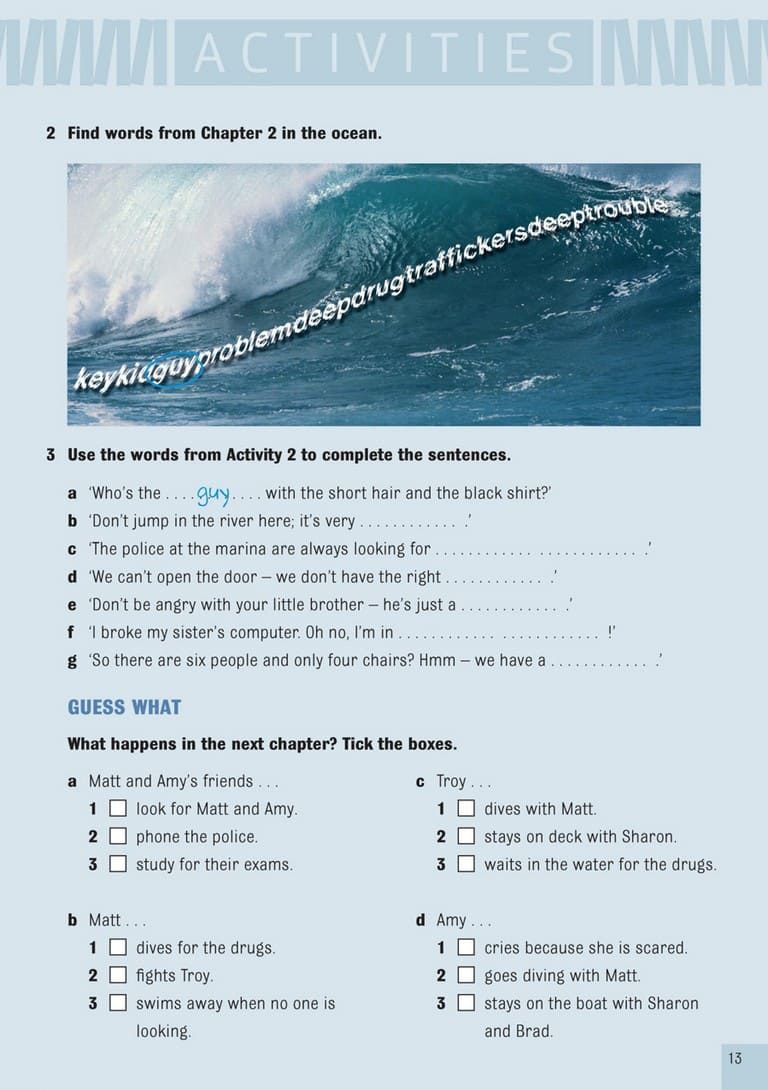 ACTIVITIES
2 Find words from Chapter 2 in the ocean.
keykidguyproblemdeepdrugtraffickersdeeptrouble
3 Use the words from Activity 2 to complete the sentences.
a ‘Who’s the . . . . guy . . . . with the short hair and the black shirt?’
b ‘Don’t jump in the river here; it’s very . . . . . . . . . . . . .’
c ‘The police at the marina are always looking for . . . . . . . . . . . . . . . . . . . . . . . . .’
d ‘We can’t open the door – we don’t have the right . . . . . . . . . . . . .’
e ‘Don’t be angry with your little brother – he’s just a . . . . . . . . . . . . .’
f ‘I broke my sister’s computer. Oh no, I’m in . . . . . . . . . . . . . . . . . . . . . . . . !’
g ‘So there are six people and only four chairs? Hmm – we have a . . . . . . . . . . . . .’
GUESS WHAT
What happens in the next chapter? Tick the boxes.
a Matt and Amy’s friends . . .
1 look for Matt and Amy.
2 phone the police.
3 study for their exams.
b Matt . . .
1 dives for the drugs.
2 fights Troy.
3 swims away when no one is
looking.
c Troy . . .
1 dives with Matt.
2 stays on deck with Sharon.
3 waits in the water for the drugs.
d Amy . . .
1 cries because she is scared.
2 goes diving with Matt.
3 stays on the boat with Sharon
and Brad.
13